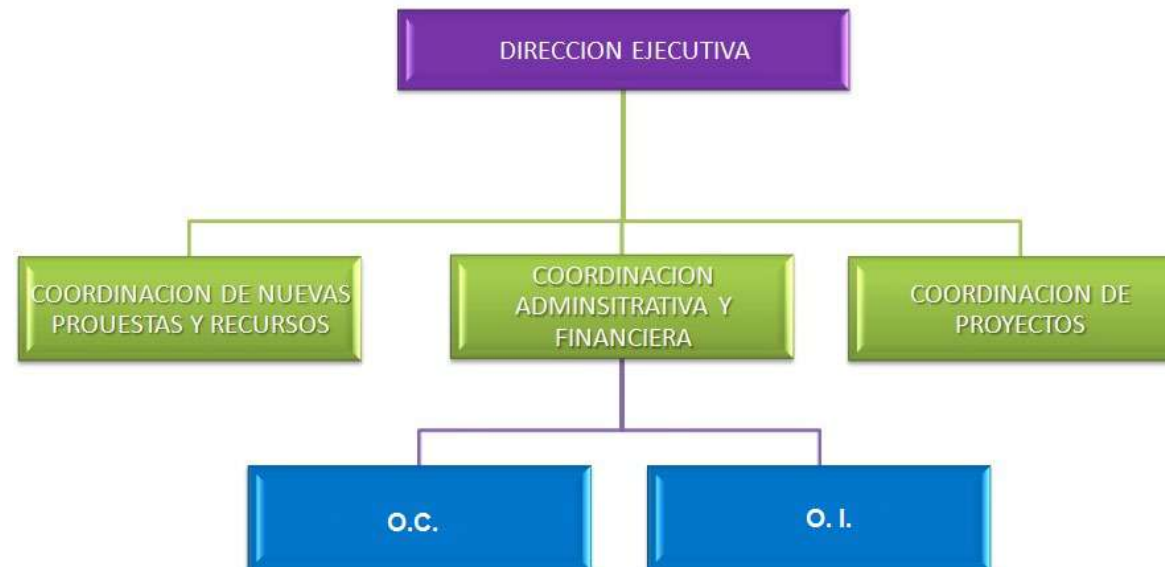 DIRECCION EJECUTIVA
COORDINACION DE NUEVAS
PROUESTAS Y RECURSOS
COORDINACION
ADMINSITRATIVA Y
FINANCIERA
COORDINACION DE
PROYECTOS
O.C.
O. I.